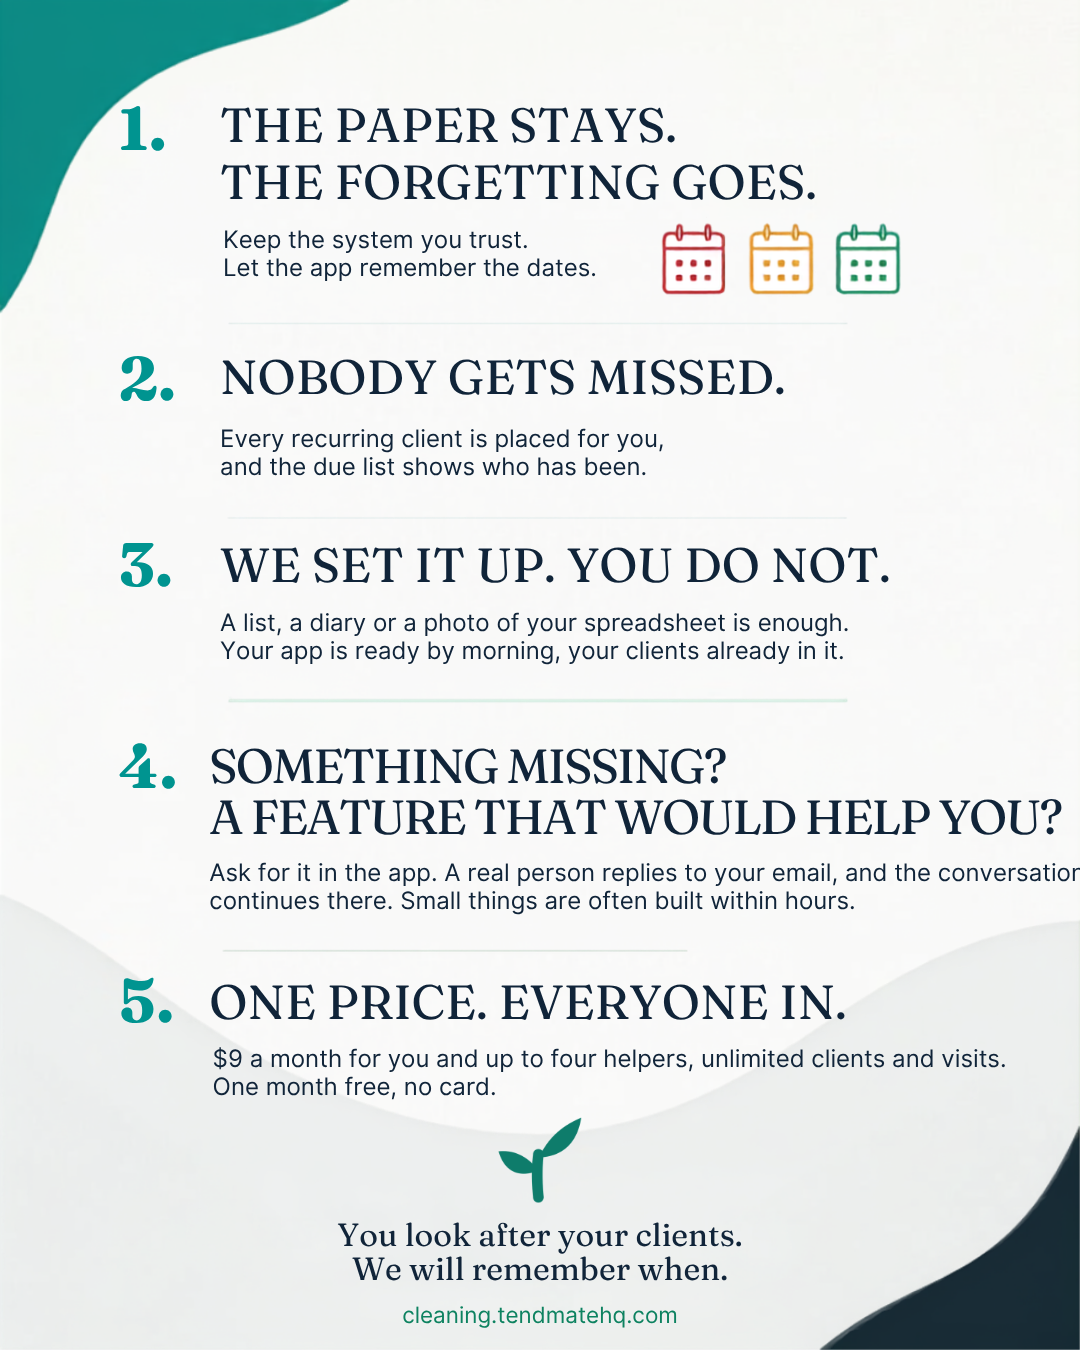 1.
THE PAPER STAYS.
THE FORGETTING GOES.
Keep the system you trust.
Let the app remember the dates.
2.
NOBODY GETS MISSED.
Every recurring client is placed for you,
and the due list shows who has been.
3.
WE SET IT UP. YOU DO NOT.
A list, a diary or a photo of your spreadsheet is enough.
Your app is ready by morning, your clients already in it.
4.
SOMETHING MISSING?
A FEATURE THAT WOULD HELP YOU?
Ask for it in the app. A real person replies to your email, and the conversation
continues there. Small things are often built within hours.
5.
ONE PRICE. EVERYONE IN.
$9 a month for you and up to four helpers, unlimited clients and visits.
One month free, no card.
You look after your clients.
We will remember when.
cleaning.tendmatehq.com